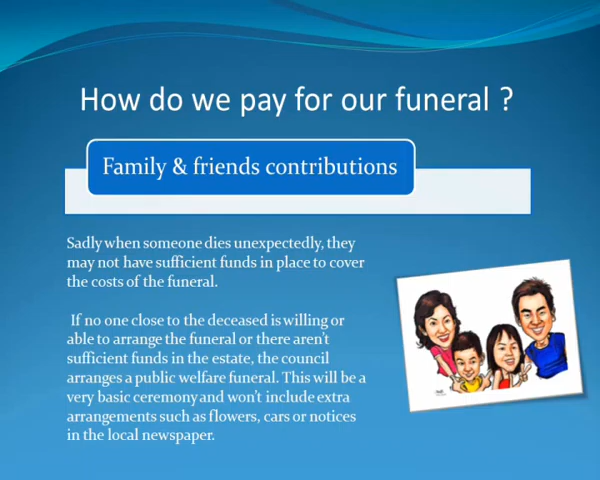 How do we pay for our funeral ?
Family & friends contributions
Sadly when someone dies unexpectedly, they
may not have sufficient funds in place to cover
the costs of the funeral.
If no one close to the deceased is willing or
able to arrange the funeral or there aren't
sufficient funds in the estate, the council
arranges a public welfare funeral. This will be a
very basic ceremony and won't include extra
arrangements such as flowers, cars or notices
in the local newspaper.